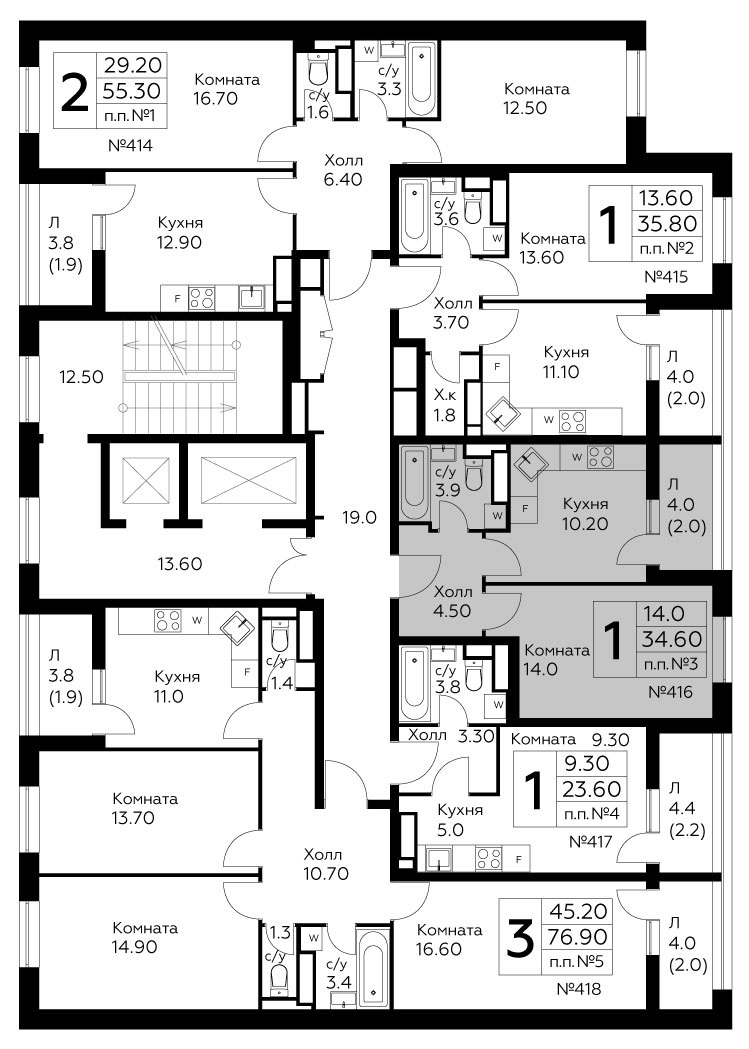 2
29.20
55.30
п.п.№1
№414
Комната
16.70
с/у
1.6
W
с/у
3.3
Комната
12.50
Холл
6.40
Л
3.8
(1.9)
Кухня
12.90
F
с/у
3.6
W
Комната
13.60
1
13.60
35.80
п.п.№2
№415
Холл
3.70
Х.к
1.8
F
Кухня
11.10
W
Л
4.0
(2.0)
12.50
13.60
19.0
с/у
3.9
W
F
W
Кухня
10.20
Л
4.0
(2.0)
Холл
4.50
Комната
14.0
1
14.0
34.60
п.п.№3
№416
Л
3.8
(1.9)
W
F
Кухня
11.0
с/у
1.4
с/у
3.8
W
Холл
3.30
Комната 9.30
1
9.30
23.60
п.п.№4
№417
Кухня
5.0
F
Л
4.4
(2.2)
Комната
13.70
Холл
10.70
Комната
14.90
1.3
с/у
W
с/у
3.4
Комната
16.60
3
45.20
76.90
п.п.№5
№418
Л
4.0
(2.0)